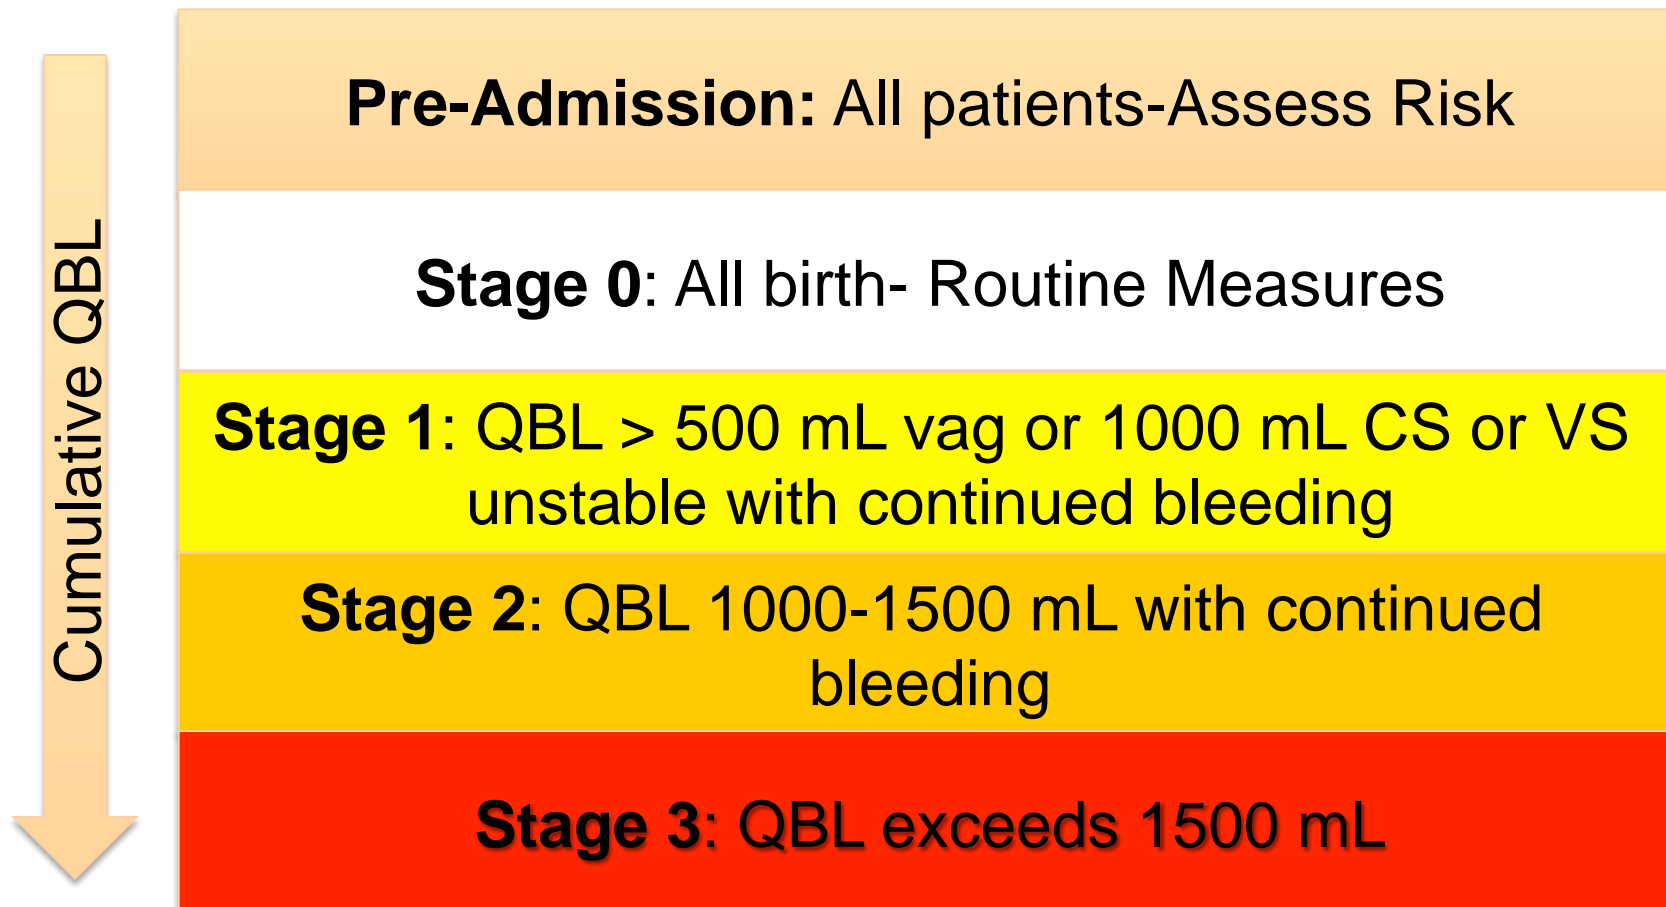 Cumulative QBL
Pre-Admission: All patients-Assess Risk
Stage 0: All birth- Routine Measures
Stage 1: QBL > 500 mL vag or 1000 mL CS or VS
unstable with continued bleeding
Stage 2: QBL 1000-1500 mL with continued
bleeding
Stage 3: QBL exceeds 1500 mL